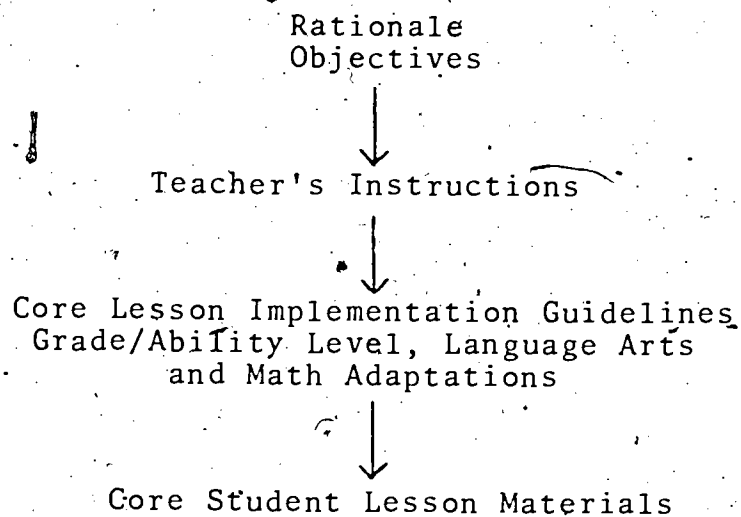 Rationale
Objectives
Teacher's Instructions
Core Lesson Implementation Guidelines
Grade/Ability Level, Language Arts
and Math Adaptations
Core Student Lesson Materials